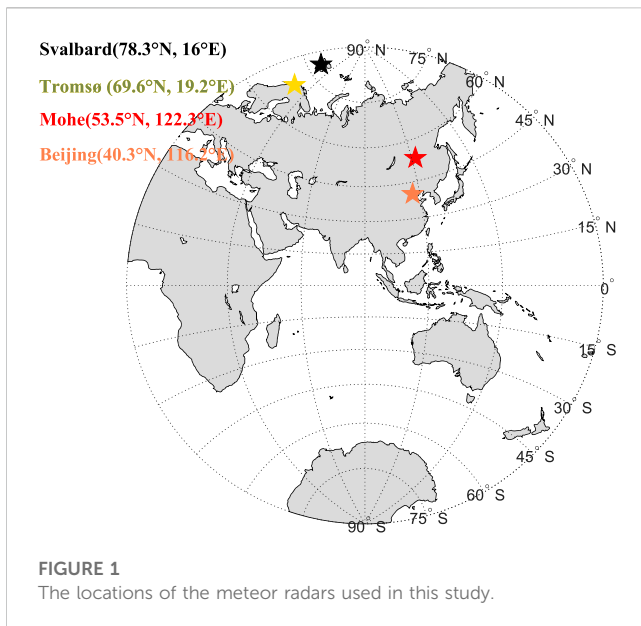 Svalbard(78.3°N, 16°E)
Tromsø (69.6°N, 19.2°E)
Mohe(53.5°N, 122.3°E)
Beijing(40.3°N, 116.2°E)
90° N
75° N
60° N
45° N
30° N
15° N
0°
15° S
30° S
45° S
60° S
75° S
90° S
FIGURE 1
The locations of the meteor radars used in this study.